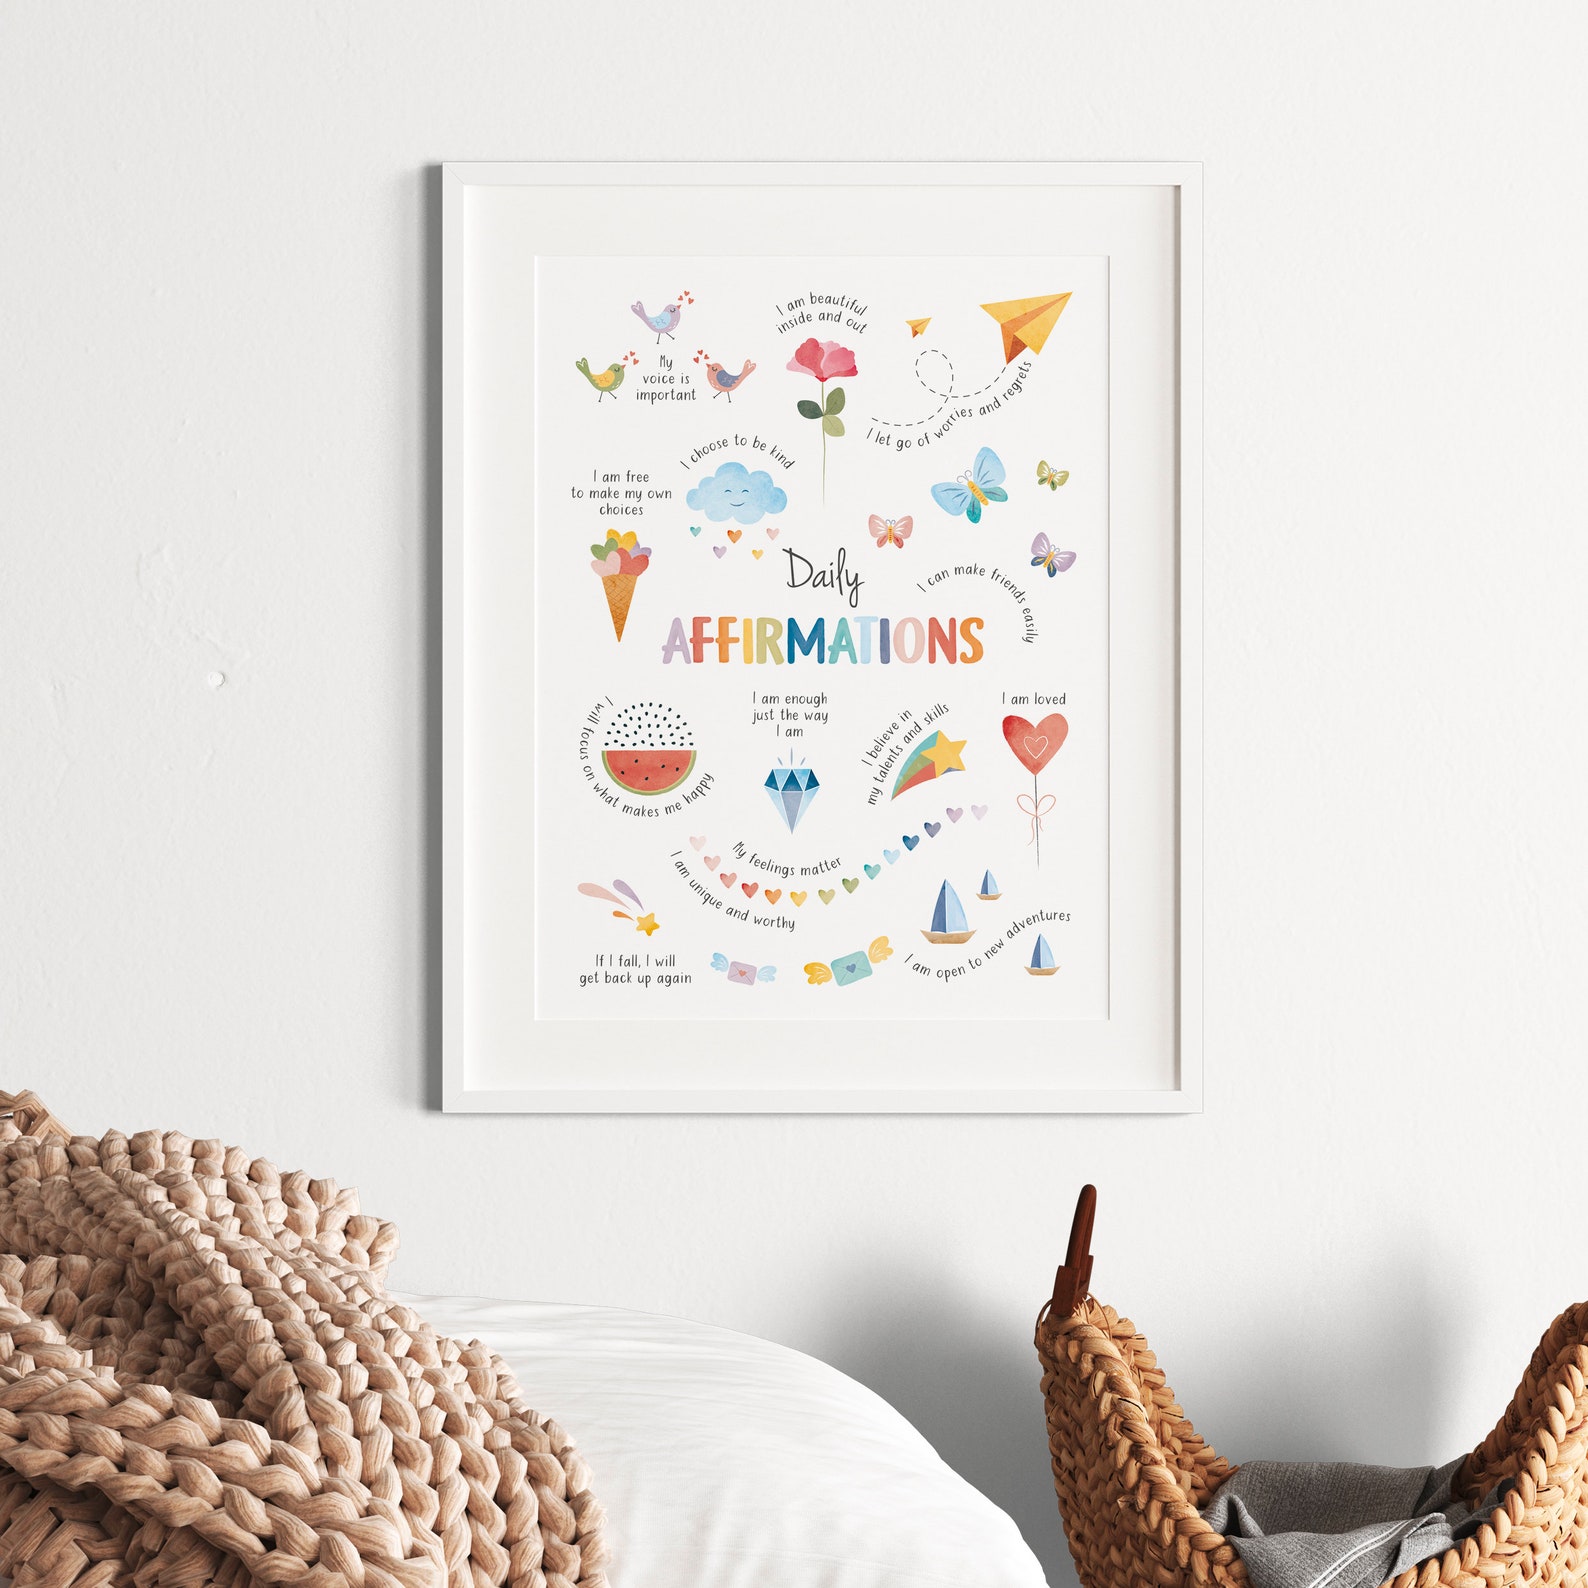 I am beautiful
inside and out
My
voice is
important
I let go of worries and regrets
I choose to be kind
I am free
to make my own
choices
Daily
AFFIRMATIONS
I can make friends easily
I will focus on what makes me happy
I am enough
just the way
I am
I believe in
my talents and skills
I am loved
My feelings matter
I am unique and worthy
If I fall, I will
get back up again
I am open to new adventures